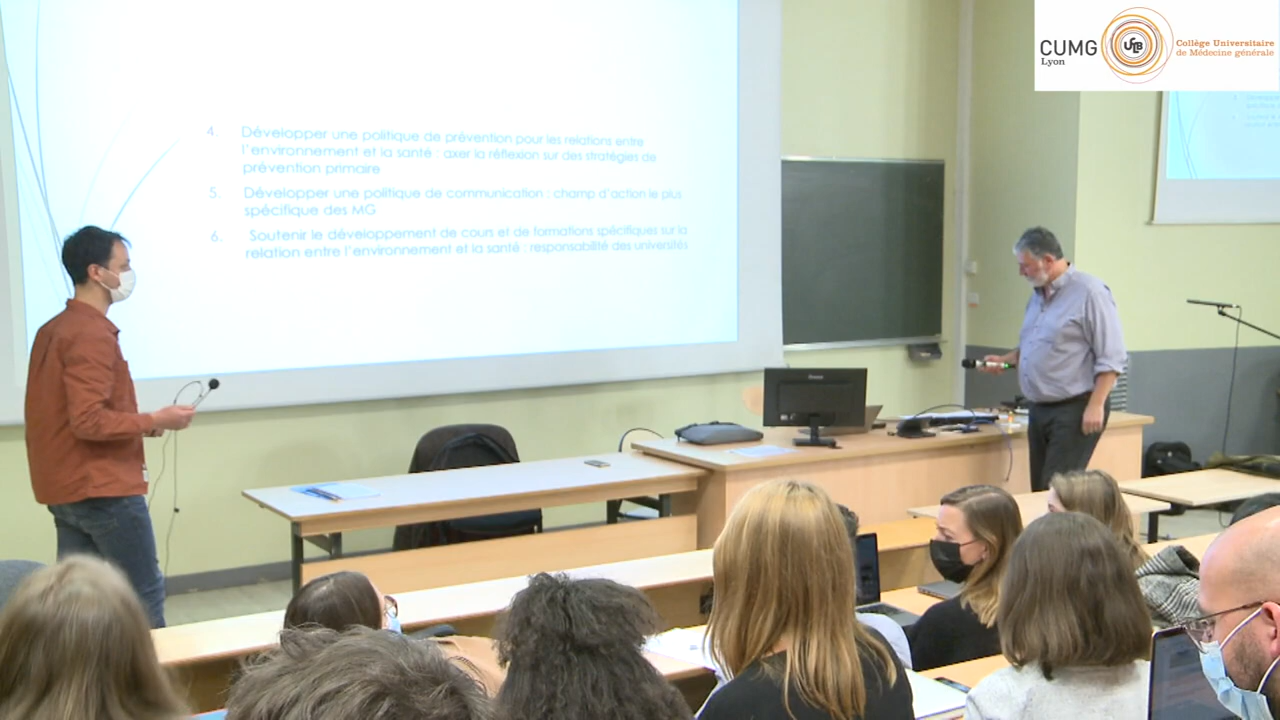 CUMG
Lyon
UCLB
Collège Universitaire
de Médecine générale
4. Développer une politique de prévention pour les relations entre
l'environnement et la santé : axer la réflexion sur des stratégies de
prévention primaire
5. Développer une politique de communication : champ d'action le plus
spécifique des MG
6. Soutenir le développement de cours et de formations spécifiques sur la
relation entre l'environnement et la santé : responsabilité des universités